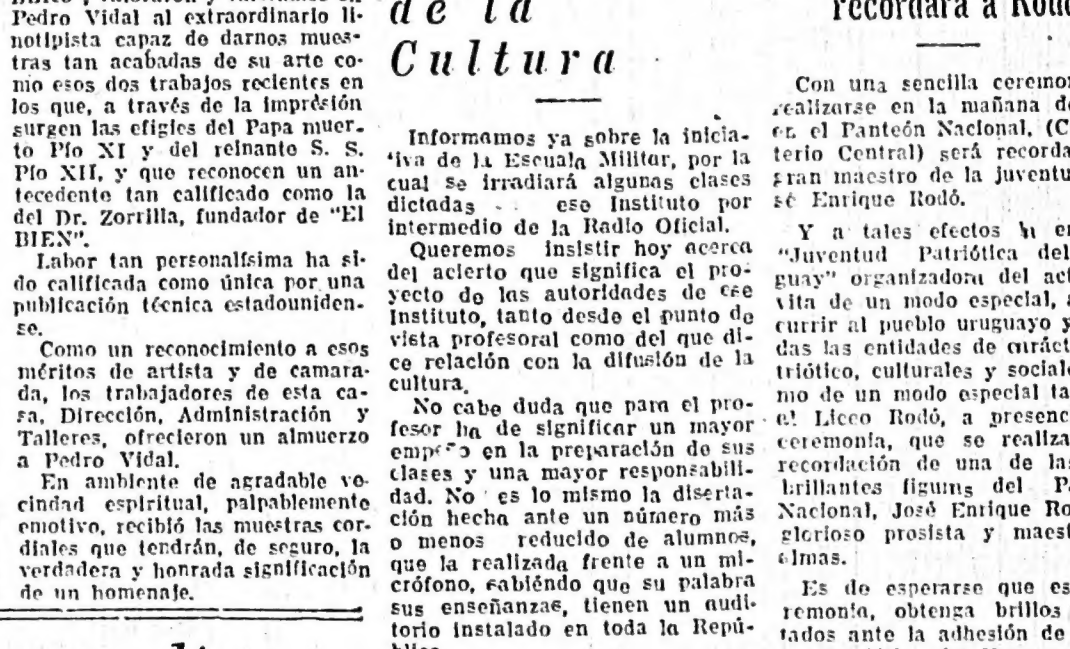 Pedro Vidal al extraordinario li-
notipista capaz de darnos mues-
tras tan acabadas de su arte co-
mo esos dos trabajos recientes en
los que, a través de la impresión
surgen las efigies del Papa muer-
to Pío XI y del reinante S. S.
Pío XII, y que reconocen un an-
tecedente tan calificado como la
del Dr. Zorrilla, fundador de "El
BIEN".
Labor tan personalísima ha si-
do calificada como única por una
publicación técnica estadouniden-
se.
Como un reconocimiento a esos
méritos de artista y de camara-
da, los trabajadores de esta ca-
sa, Dirección, Administración y
Talleres, ofrecieron un almuerzo
a Pedro Vidal.
En ambiente de agradable ve-
cindad espiritual, palpablemente
emotivo, recibió las muestras cor-
diales que tendrán, de seguro, la
verdadera y honrada significación
de un homenaje.
de la
Cultura
Informamos ya sobre la inicia-
tiva de la Escuala Militar, por la
cual se irradiará algunas clases
dictadas ese Instituto por
intermedio de la Radio Oficial.
Queremos insistir hoy acerca
del acierto que significa el pro-
yecto de las autoridades de ese
Instituto, tanto desde el punto de
vista profesoral como del que di-
ce relación con la difusión de la
cultura.
No cabe duda que para el pro-
fesor ha de significar un mayor
empeño en la preparación de sus
clases y una mayor responsabili-
dad. No es lo mismo la diserta-
ción hecha ante un número más
o menos reducido de alumnos,
que la realizada frente a un mi-
crófono, sabiéndo que su palabra
sus enseñanzas, tienen un audi-
torio instalado en toda la Repú-
recordará a Rodó
Con una sencilla ceremon
realizarse en la mañana d
en el Panteón Nacional, (C
terio Central) será recorda
gran maestro de la juventu
sé Enrique Rodó.
Y a tales efectos la en
"Juventud Patriótica del
guay" organizadora del act
vita de un modo especial, a
currir al pueblo uruguayo y
das las entidades de caráct
triótico, culturales y sociale
mo de un modo especial ta
el Liceo Rodó, a presenc
ceremonia, que se realiza
recordación de una de las
brillantes figuras del Pa
Nacional, José Enrique Ro
glorioso prosista y maest
almas.
Es de esperarse que es
remonia, obtenga brillos
tados ante la adhesión de